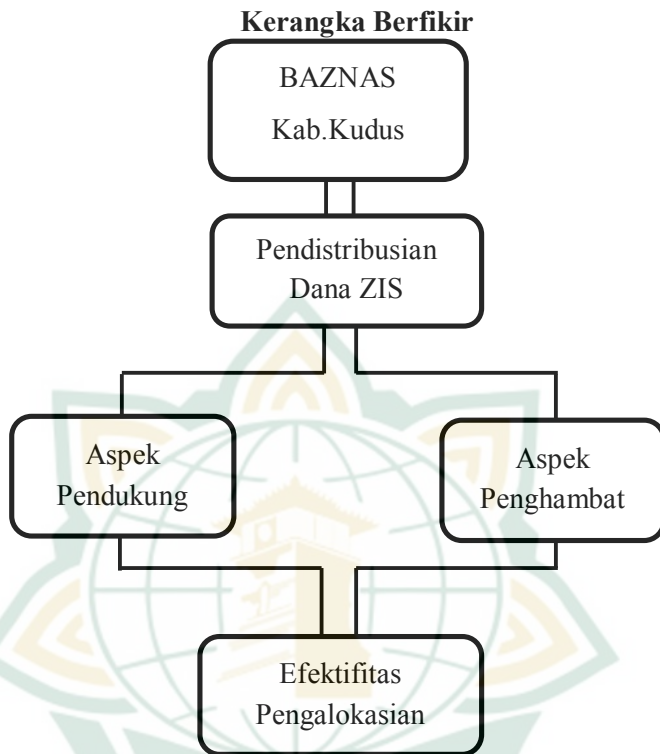 Kerangka Berfikir
BAZNAS
Kab.Kudus
Pendistribusian
Dana ZIS
Aspek
Pendukung
Aspek
Penghambat
Efektifitas
Pengalokasian